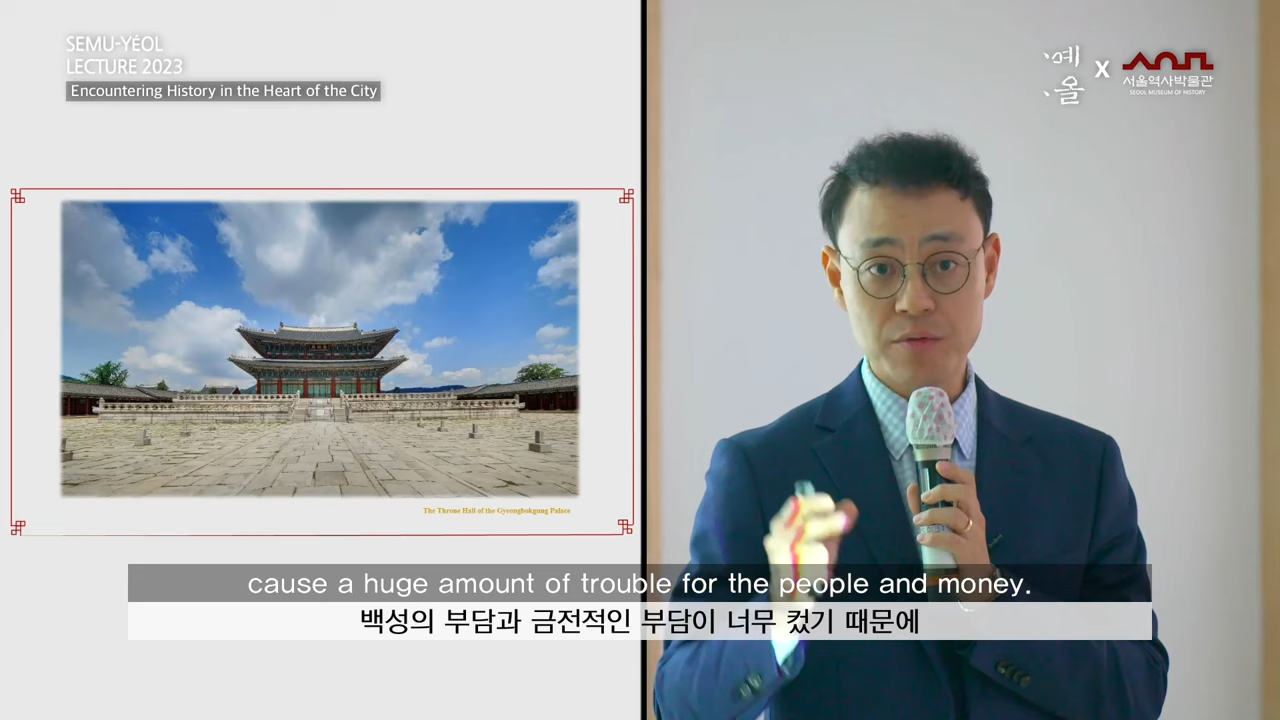 SEMU-YÉOL
LECTURE 2023
Encountering History in the Heart of the City
예올
X
서울역사박물관
SEOUL MUSEUM OF HISTORY
The Throne Hall of the Gyeongbokgung Palace
cause a huge amount of trouble for the people and money.
백성의 부담과 금전적인 부담이 너무 컸기 때문에